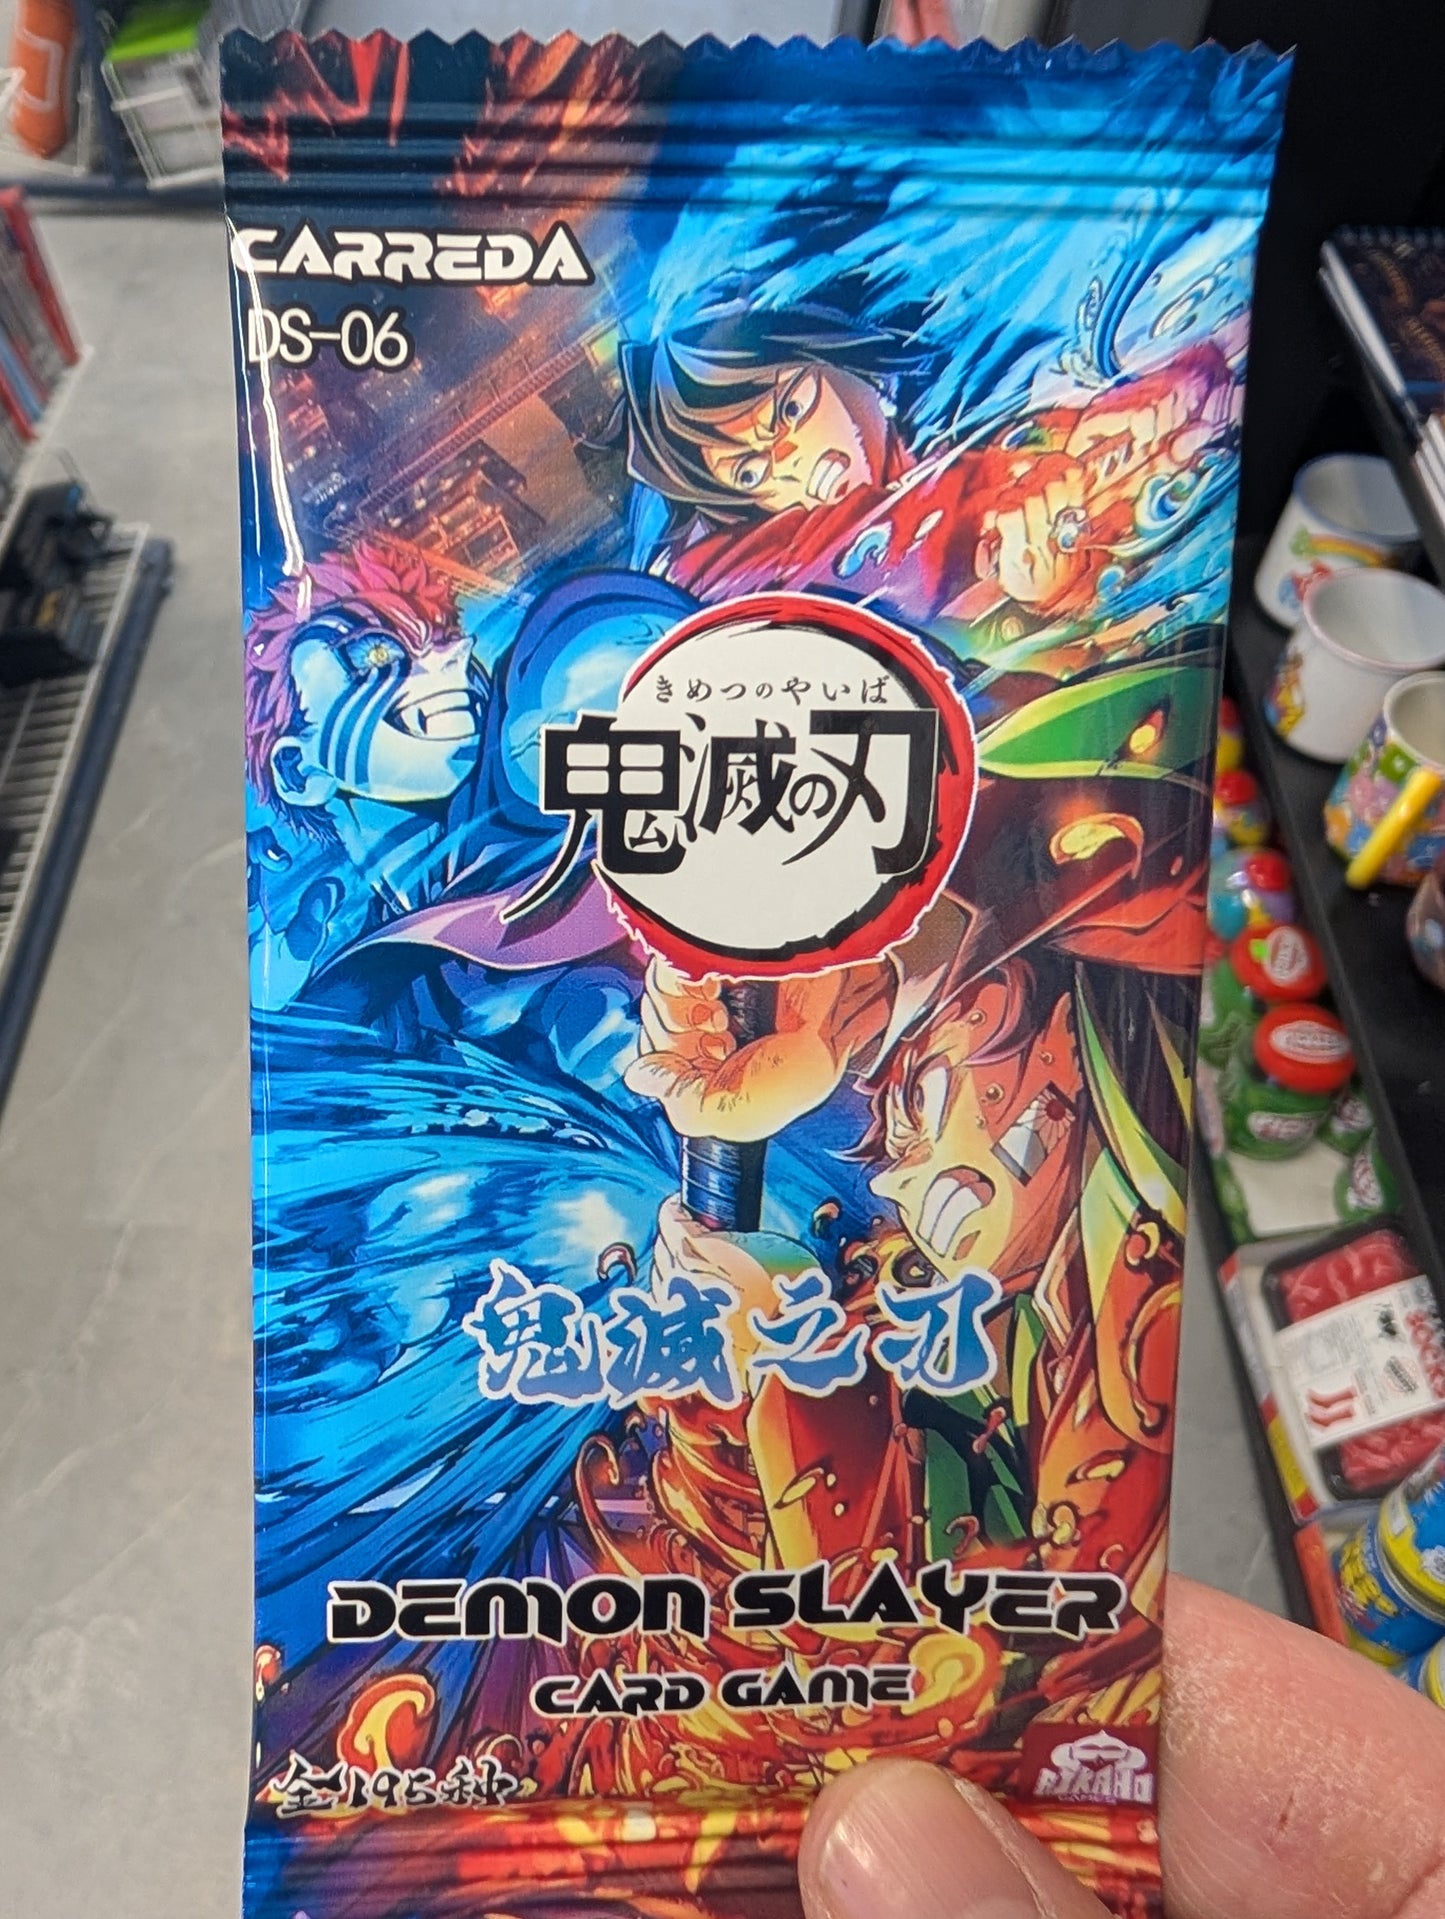 CARREDA
DS-06
きめつのやいば
鬼滅の刃
鬼滅之刃
DEMON SLAYER
CARD GAME
全195种